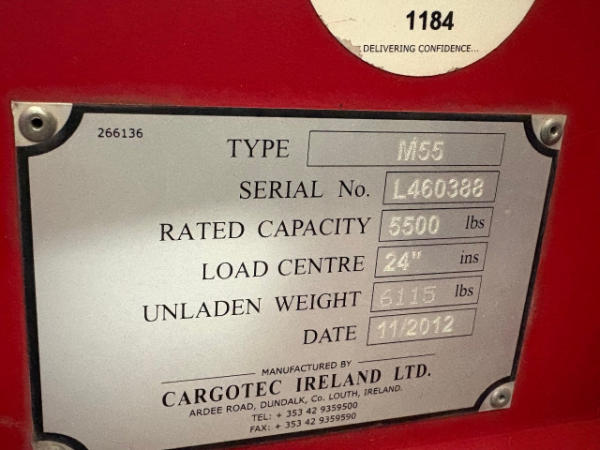 1184
DELIVERING CONFIDENCE...
266136
TYPE M55
SERIAL No. L460388
RATED CAPACITY 5500 lbs
LOAD CENTRE 24" ins
UNLADEN WEIGHT 6115 lbs
DATE 11/2012
MANUFACTURED BY
CARGOTEC IRELAND LTD.
ARDEE ROAD, DUNDALK, Co. LOUTH, IRELAND.
TEL: + 353 42 9359500
FAX: + 353 42 9359590